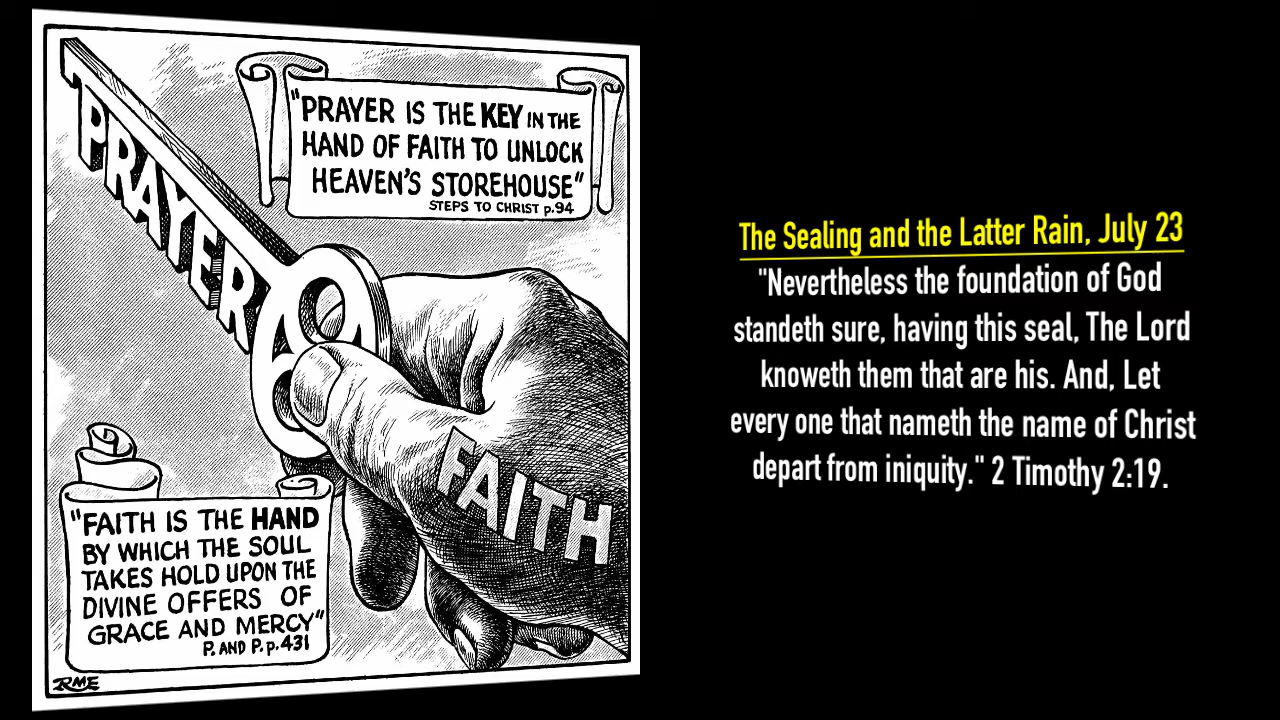 PRAYER
"PRAYER IS THE KEY IN THE
HAND OF FAITH TO UNLOCK
HEAVEN'S STOREHOUSE"
STEPS TO CHRIST p.94
FAITH
"FAITH IS THE HAND
BY WHICH THE SOUL
TAKES HOLD UPON THE
DIVINE OFFERS OF
GRACE AND MERCY"
P. AND P. p.431
RME
The Sealing and the Latter Rain, July 23
"Nevertheless the foundation of God
standeth sure, having this seal, The Lord
knoweth them that are his. And, Let
every one that nameth the name of Christ
depart from iniquity." 2 Timothy 2:19.